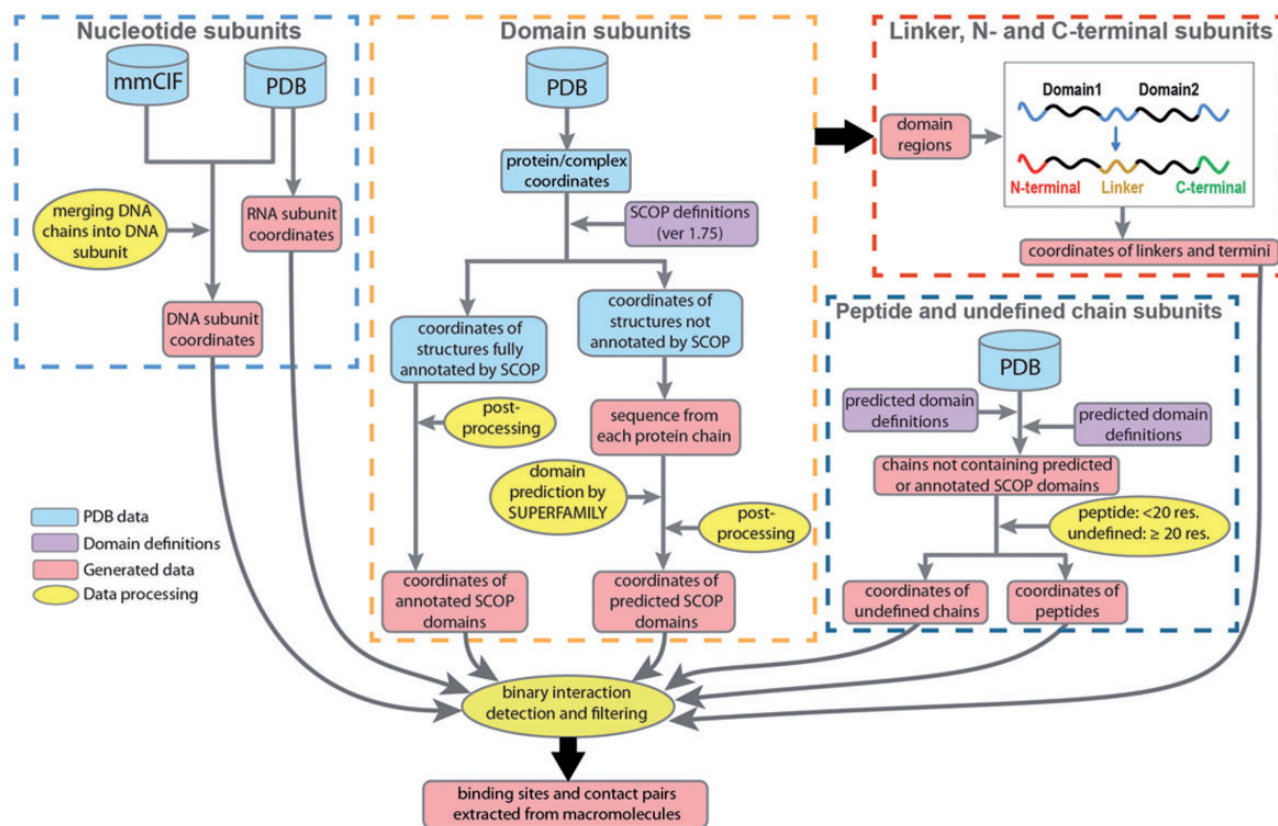 Nucleotide subunits
mmCIF
PDB
merging DNA
chains into DNA
subunit
RNA subunit
coordinates
DNA subunit
coordinates
Domain subunits
PDB
protein/complex
coordinates
SCOP definitions
(ver 1.75)
coordinates of
structures fully
annotated by SCOP
coordinates of
structures not
annotated by SCOP
post-
processing
sequence from
each protein chain
domain
prediction by
SUPERFAMILY
post-
processing
coordinates of
annotated SCOP
domains
coordinates of
predicted SCOP
domains
Linker, N- and C-terminal subunits
domain
regions
Domain1
Domain2
N-terminal
Linker
C-terminal
coordinates of linkers and termini
Peptide and undefined chain subunits
PDB
predicted domain
definitions
predicted domain
definitions
chains not containing predicted
or annotated SCOP domains
peptide: <20 res.
undefined: ≥ 20 res.
coordinates of
undefined chains
coordinates of
peptides
PDB data
Domain definitions
Generated data
Data processing
binary interaction
detection and filtering
binding sites and contact pairs
extracted from macromolecules